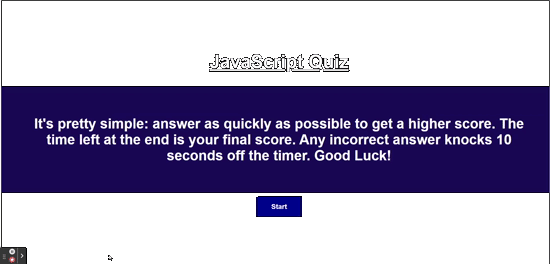 JavaScript Quiz
It's pretty simple: answer as quickly as possible to get a higher score. The
time left at the end is your final score. Any incorrect answer knocks 10
seconds off the timer. Good Luck!
Start